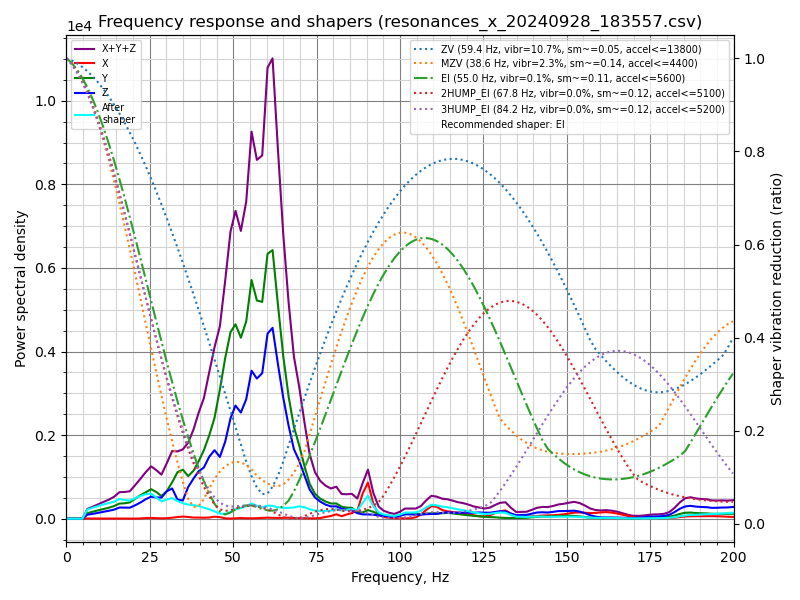 Frequency response and shapers (resonances_x_20240928_183557.csv)
1e4
X+Y+Z
X
Y
Z
After
shaper
ZV (59.4 Hz, vibr=10.7%, sm~=0.05, accel<=13800)
MZV (38.6 Hz, vibr=2.3%, sm~=0.14, accel<=4400)
EI (55.0 Hz, vibr=0.1%, sm~=0.11, accel<=5600)
2HUMP_EI (67.8 Hz, vibr=0.0%, sm~=0.12, accel<=5100)
3HUMP_EI (84.2 Hz, vibr=0.0%, sm~=0.12, accel<=5200)
Recommended shaper: EI
Power spectral density
1.0
0.8
0.6
0.4
0.2
0.0
1.0
0.8
0.6
0.4
0.2
0.0
Shaper vibration reduction (ratio)
0 25 50 75 100 125 150 175 200
Frequency, Hz